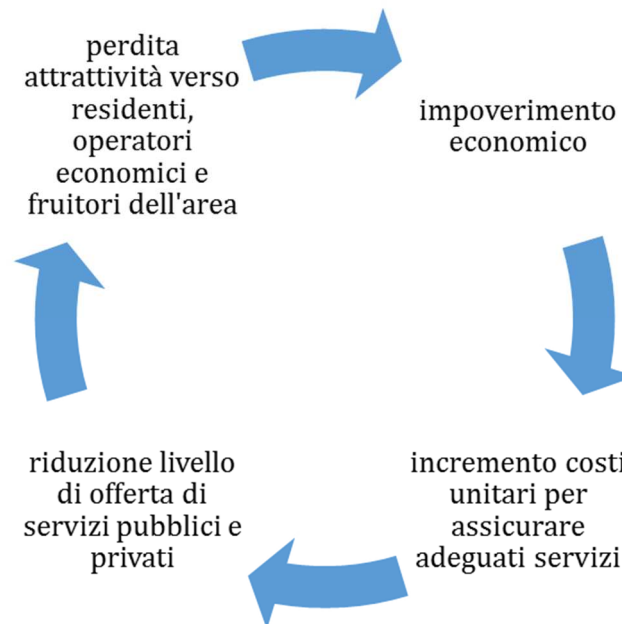 perdita
attrattività verso
residenti,
operatori
economici e
fruitori dell'area
impoverimento
economico
incremento costi
unitari per
assicurare
adeguati servizi
riduzione livello
di offerta di
servizi pubblici e
privati